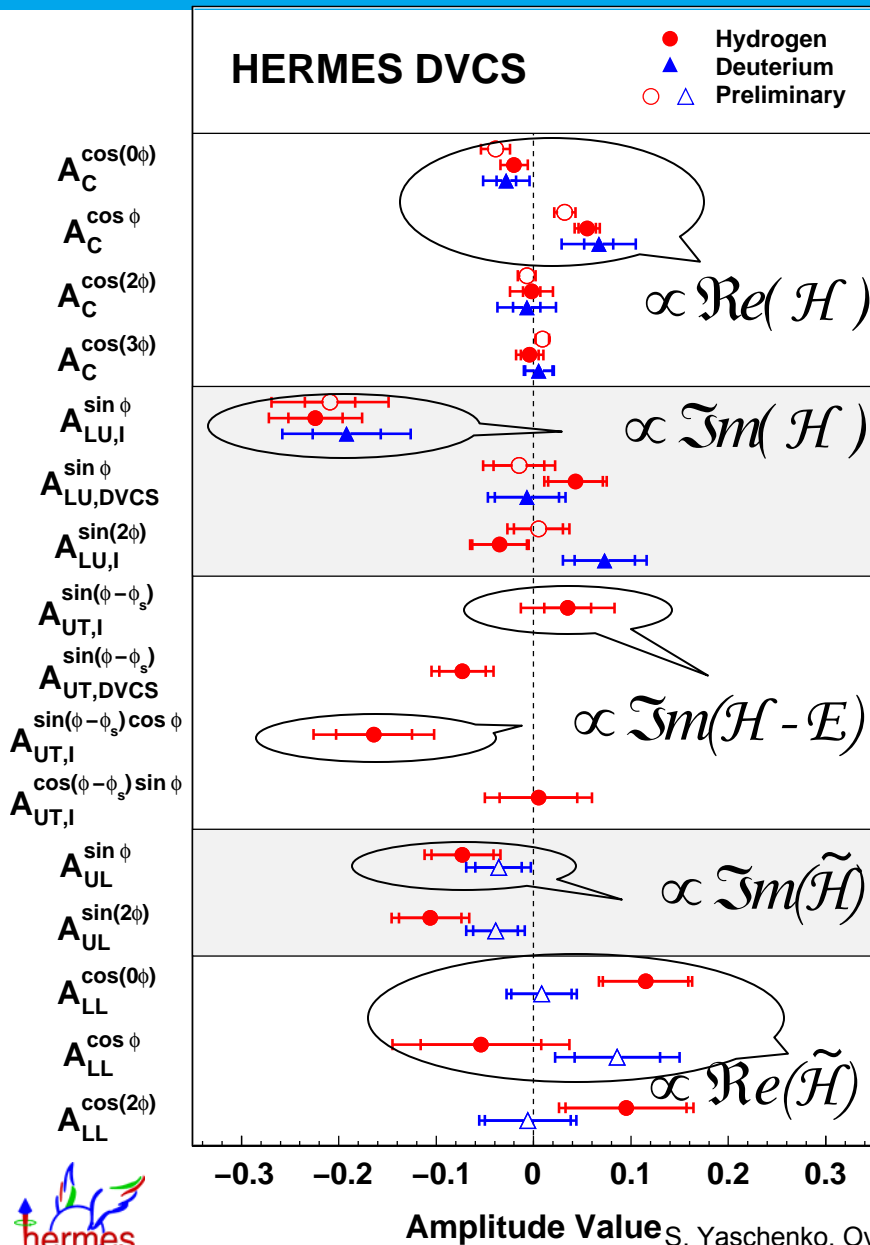 HERMES DVCS
Hydrogen
Deuterium
Preliminary
A_C^cos(0ϕ)
A_C^cos ϕ
A_C^cos(2ϕ)
A_C^cos(3ϕ)
∝ ℜe( ℋ )
A_LU,I^sin ϕ
A_LU,DVCS^sin ϕ
A_LU,I^sin(2ϕ)
∝ ℑm( ℋ )
A_UT,I^sin(ϕ−ϕ_s)
A_UT,DVCS^sin(ϕ−ϕ_s)
A_UT,I^sin(ϕ−ϕ_s) cos ϕ
A_UT,I^cos(ϕ−ϕ_s) sin ϕ
∝ ℑm(ℋ - ℰ)
A_UL^sin ϕ
A_UL^sin(2ϕ)
∝ ℑm(ℋ̃)
A_LL^cos(0ϕ)
A_LL^cos ϕ
A_LL^cos(2ϕ)
∝ ℜe(ℋ̃)
−0.3 −0.2 −0.1 0 0.1 0.2 0.3
Amplitude Value
S. Yaschenko, Ov
hermes